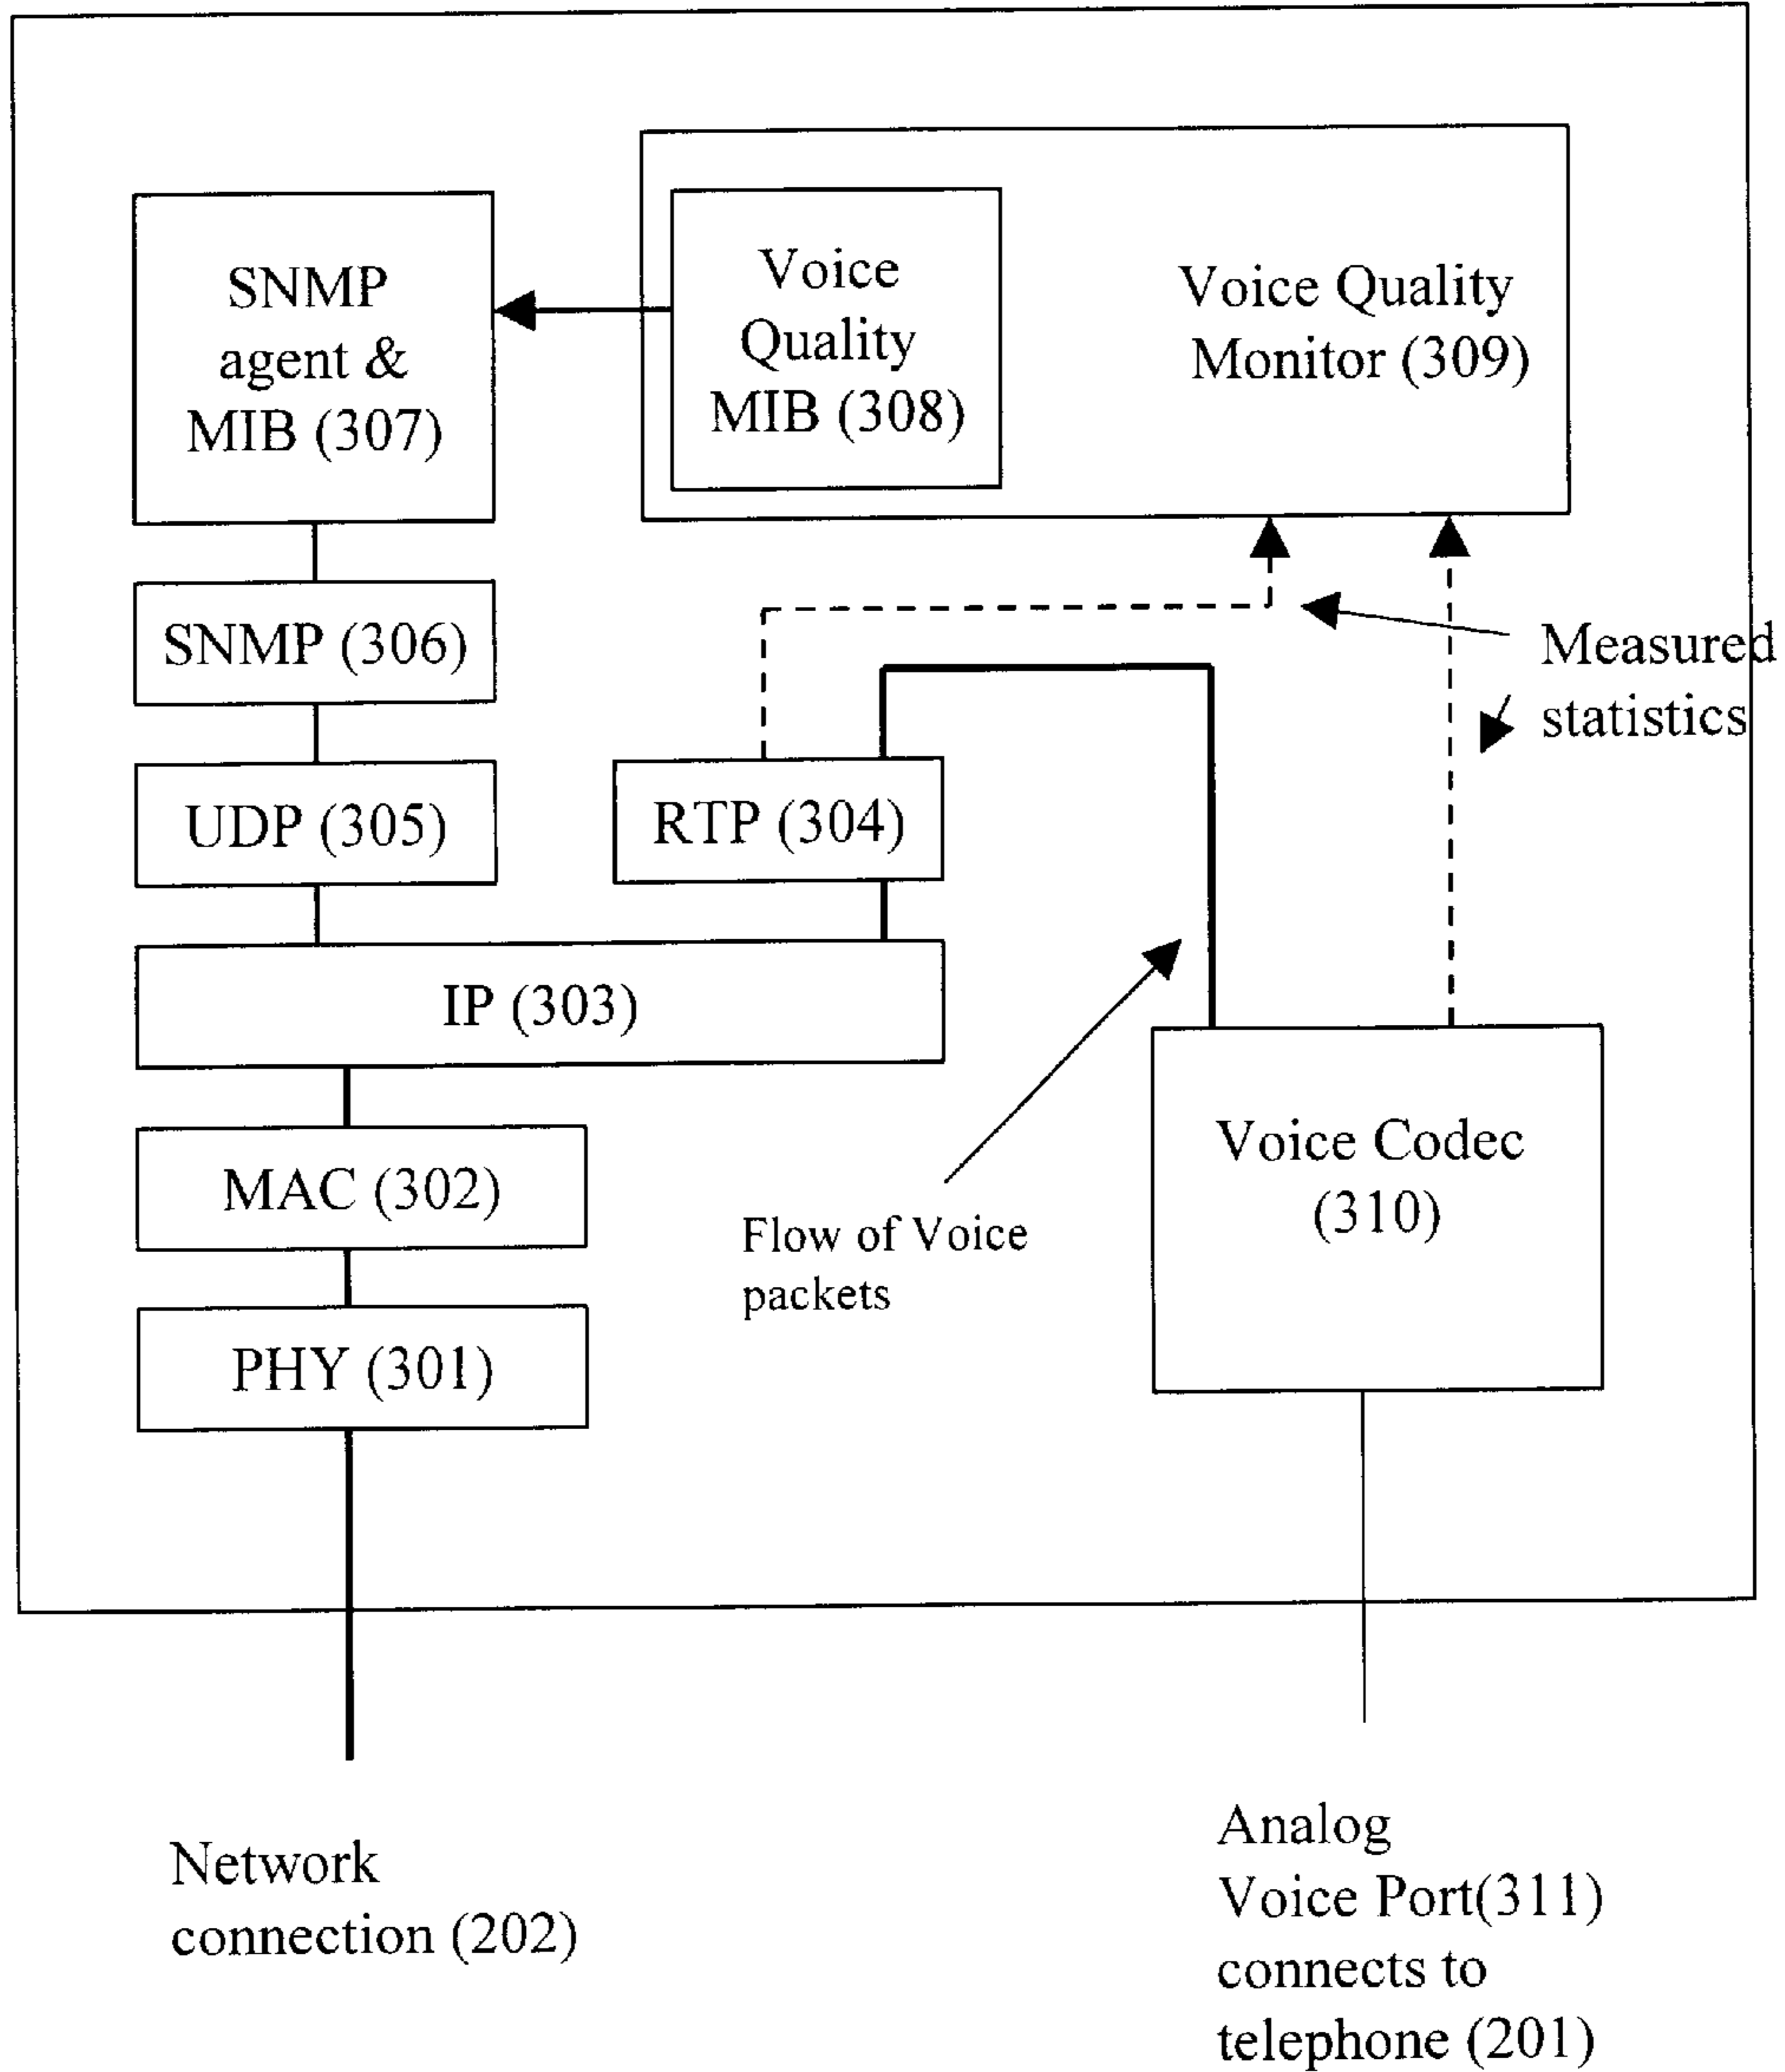 SNMP
agent &
MIB (307)
Voice
Quality
MIB (308)
Voice Quality
Monitor (309)
SNMP (306)
Measured
statistics
UDP (305)
RTP (304)
IP (303)
MAC (302)
Voice Codec
(310)
Flow of Voice
packets
PHY (301)
Network
connection (202)
Analog
Voice Port(311)
connects to
telephone (201)